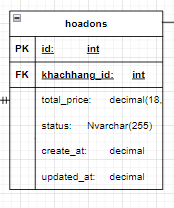 hoadons
PK id: int
FK khachhang_id: int
total_price: decimal(18,
status: Nvarchar(255)
create_at: decimal
updated_at: decimal